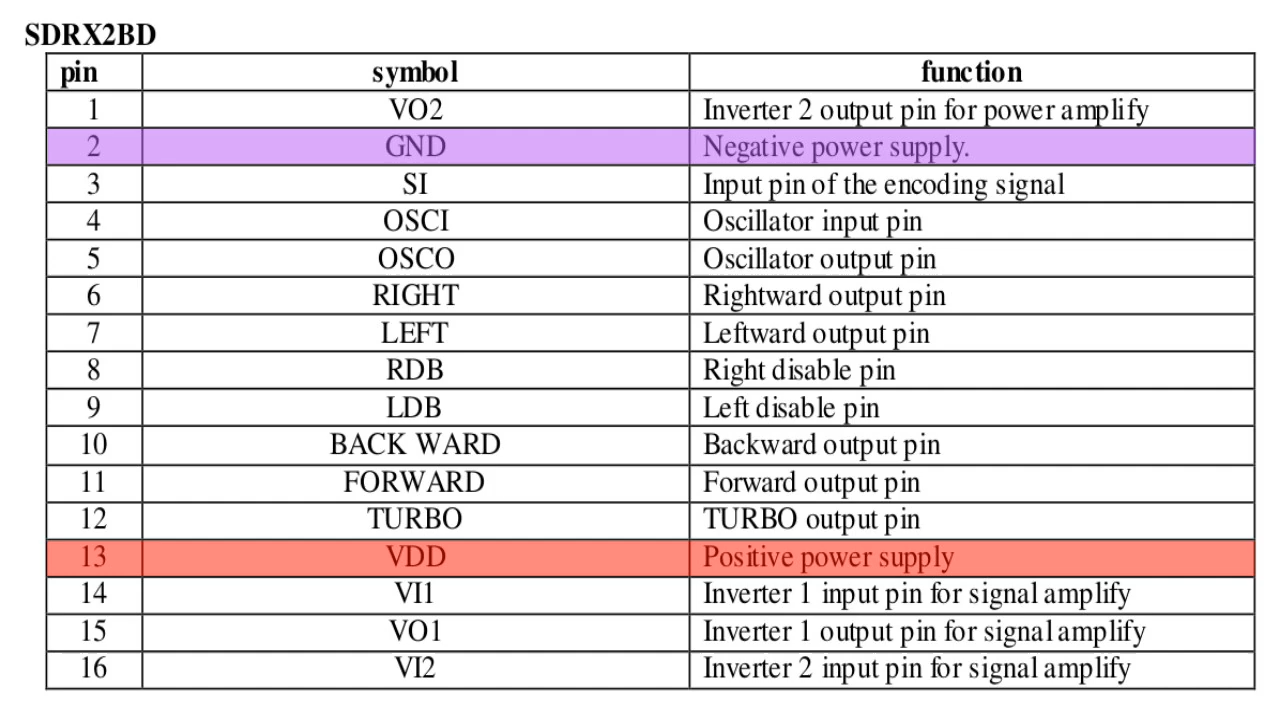 SDRX2BD
pin symbol function
1 VO2 Inverter 2 output pin for power amplify
2 GND Negative power supply.
3 SI Input pin of the encoding signal
4 OSCI Oscillator input pin
5 OSCO Oscillator output pin
6 RIGHT Rightward output pin
7 LEFT Leftward output pin
8 RDB Right disable pin
9 LDB Left disable pin
10 BACK WARD Backward output pin
11 FORWARD Forward output pin
12 TURBO TURBO output pin
13 VDD Positive power supply
14 VI1 Inverter 1 input pin for signal amplify
15 VO1 Inverter 1 output pin for signal amplify
16 VI2 Inverter 2 input pin for signal amplify